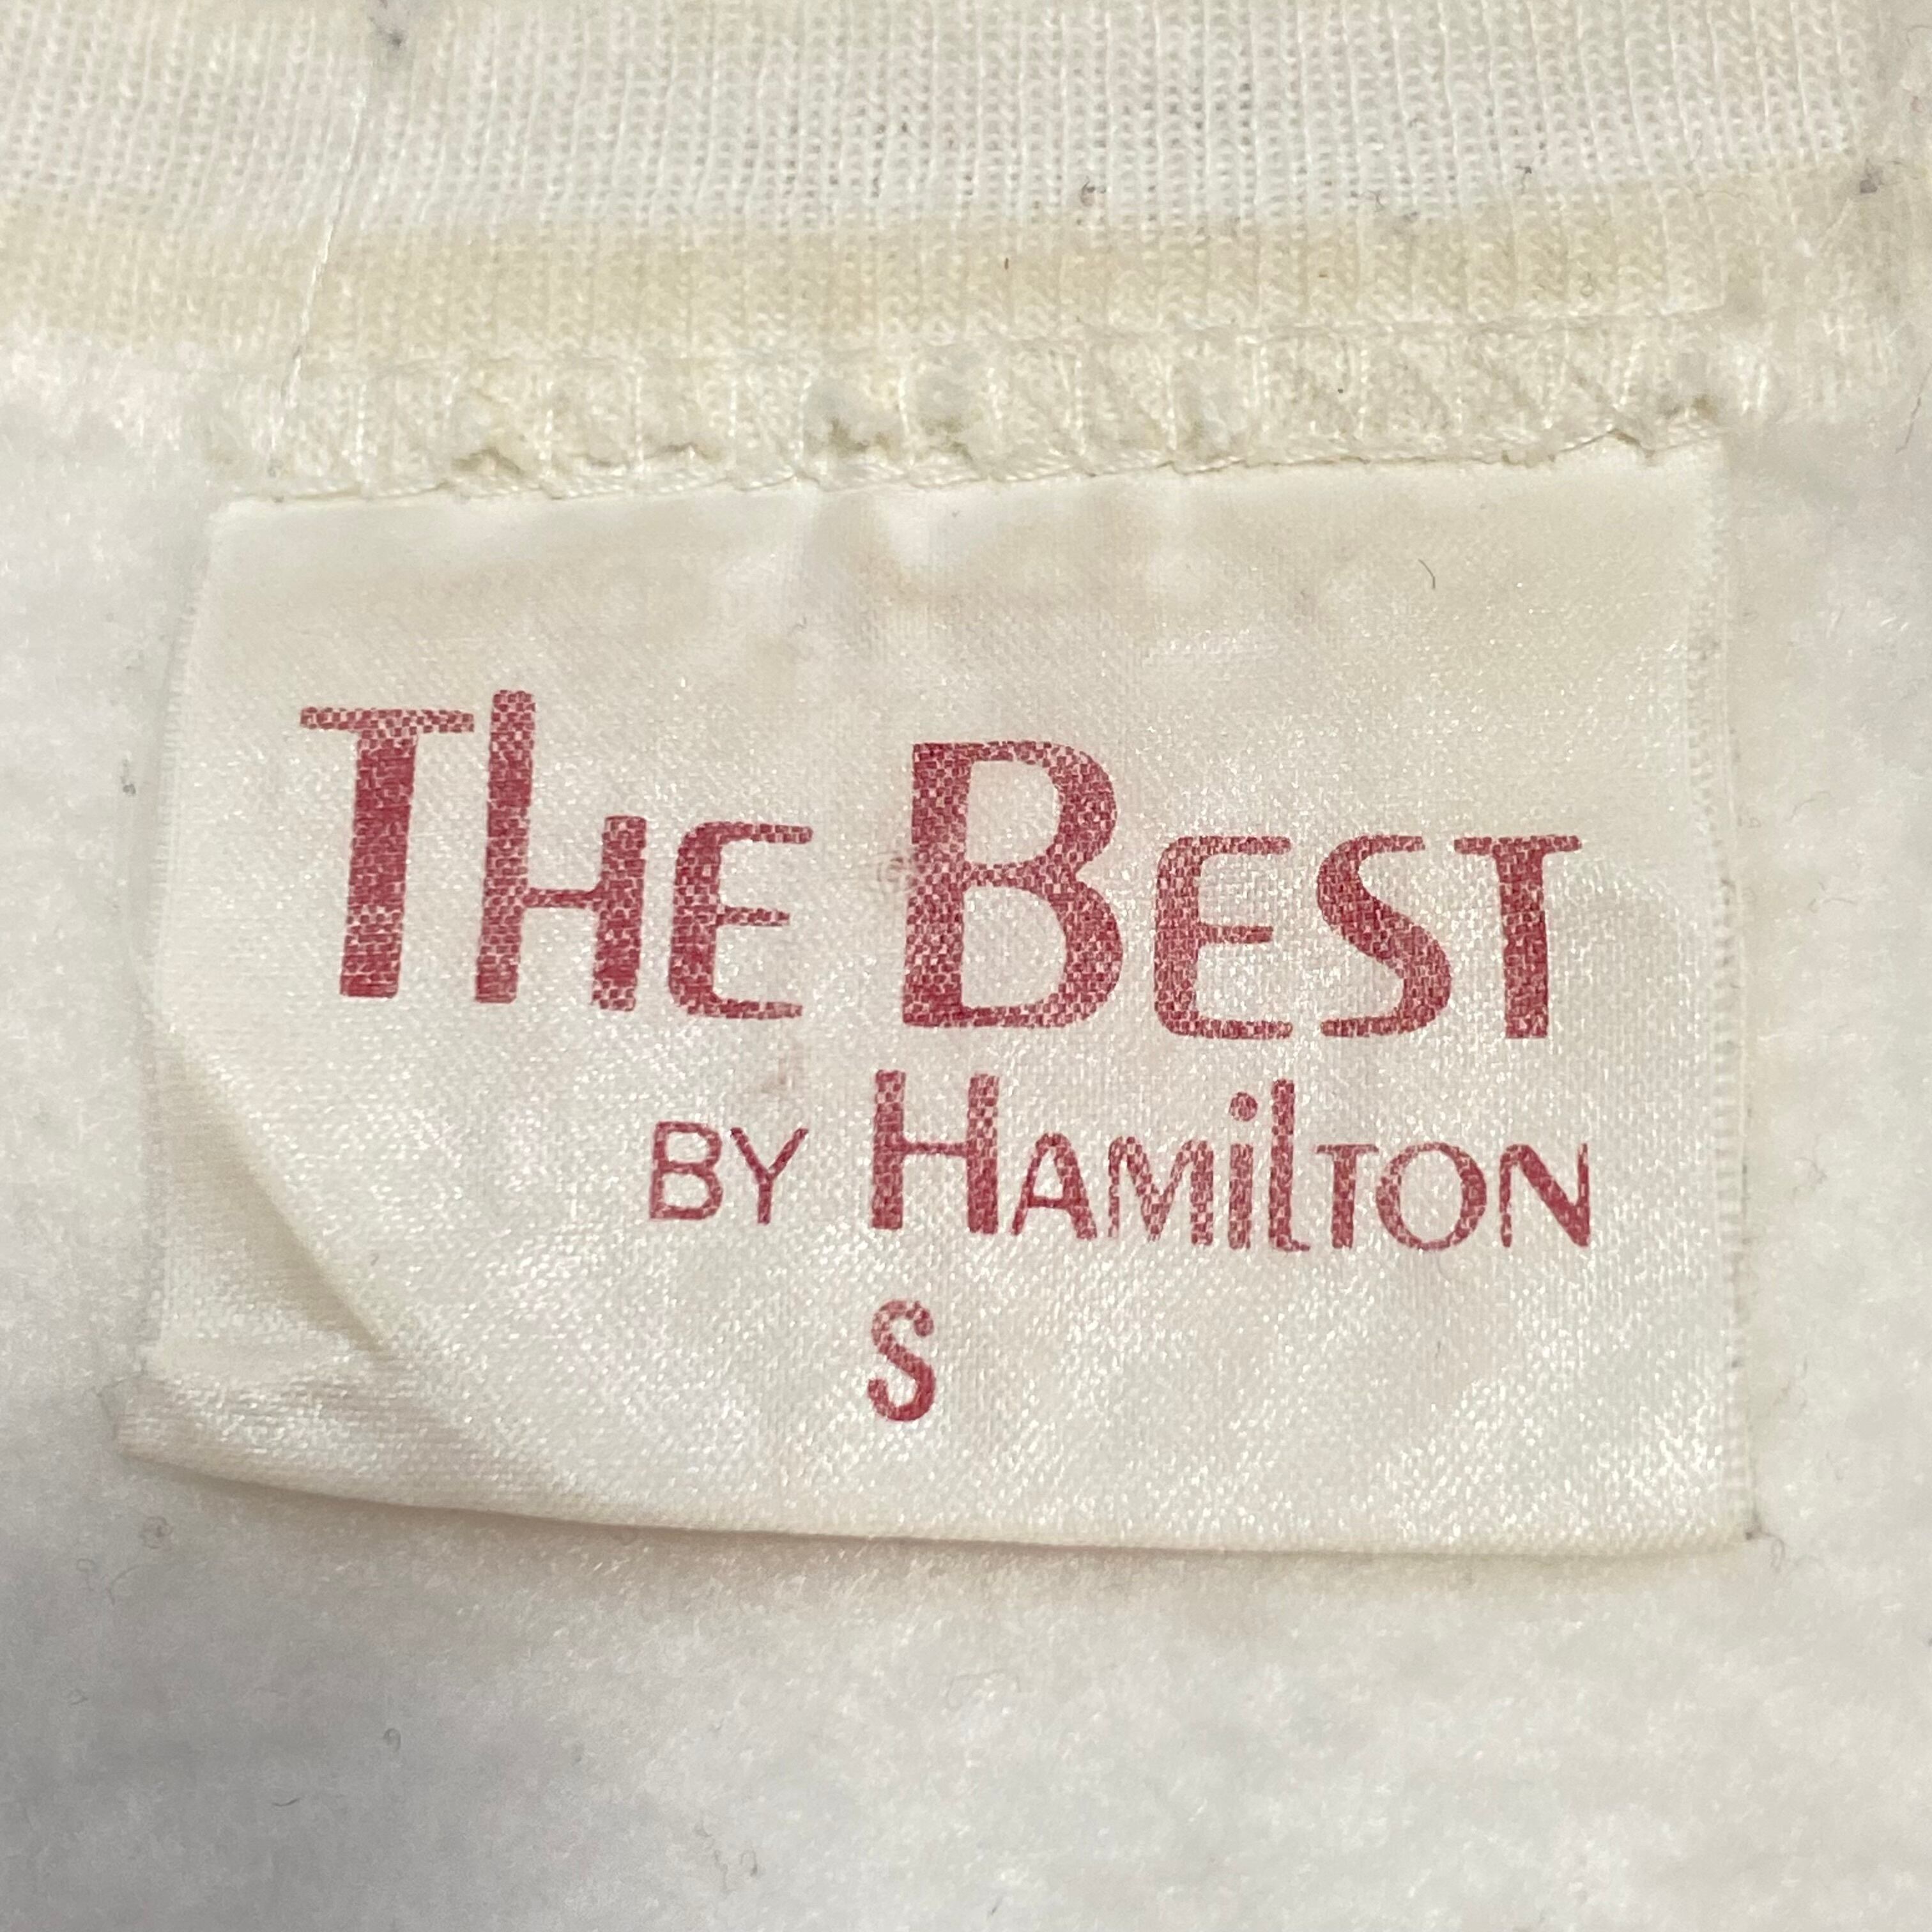 The Best
BY Hamilton
S